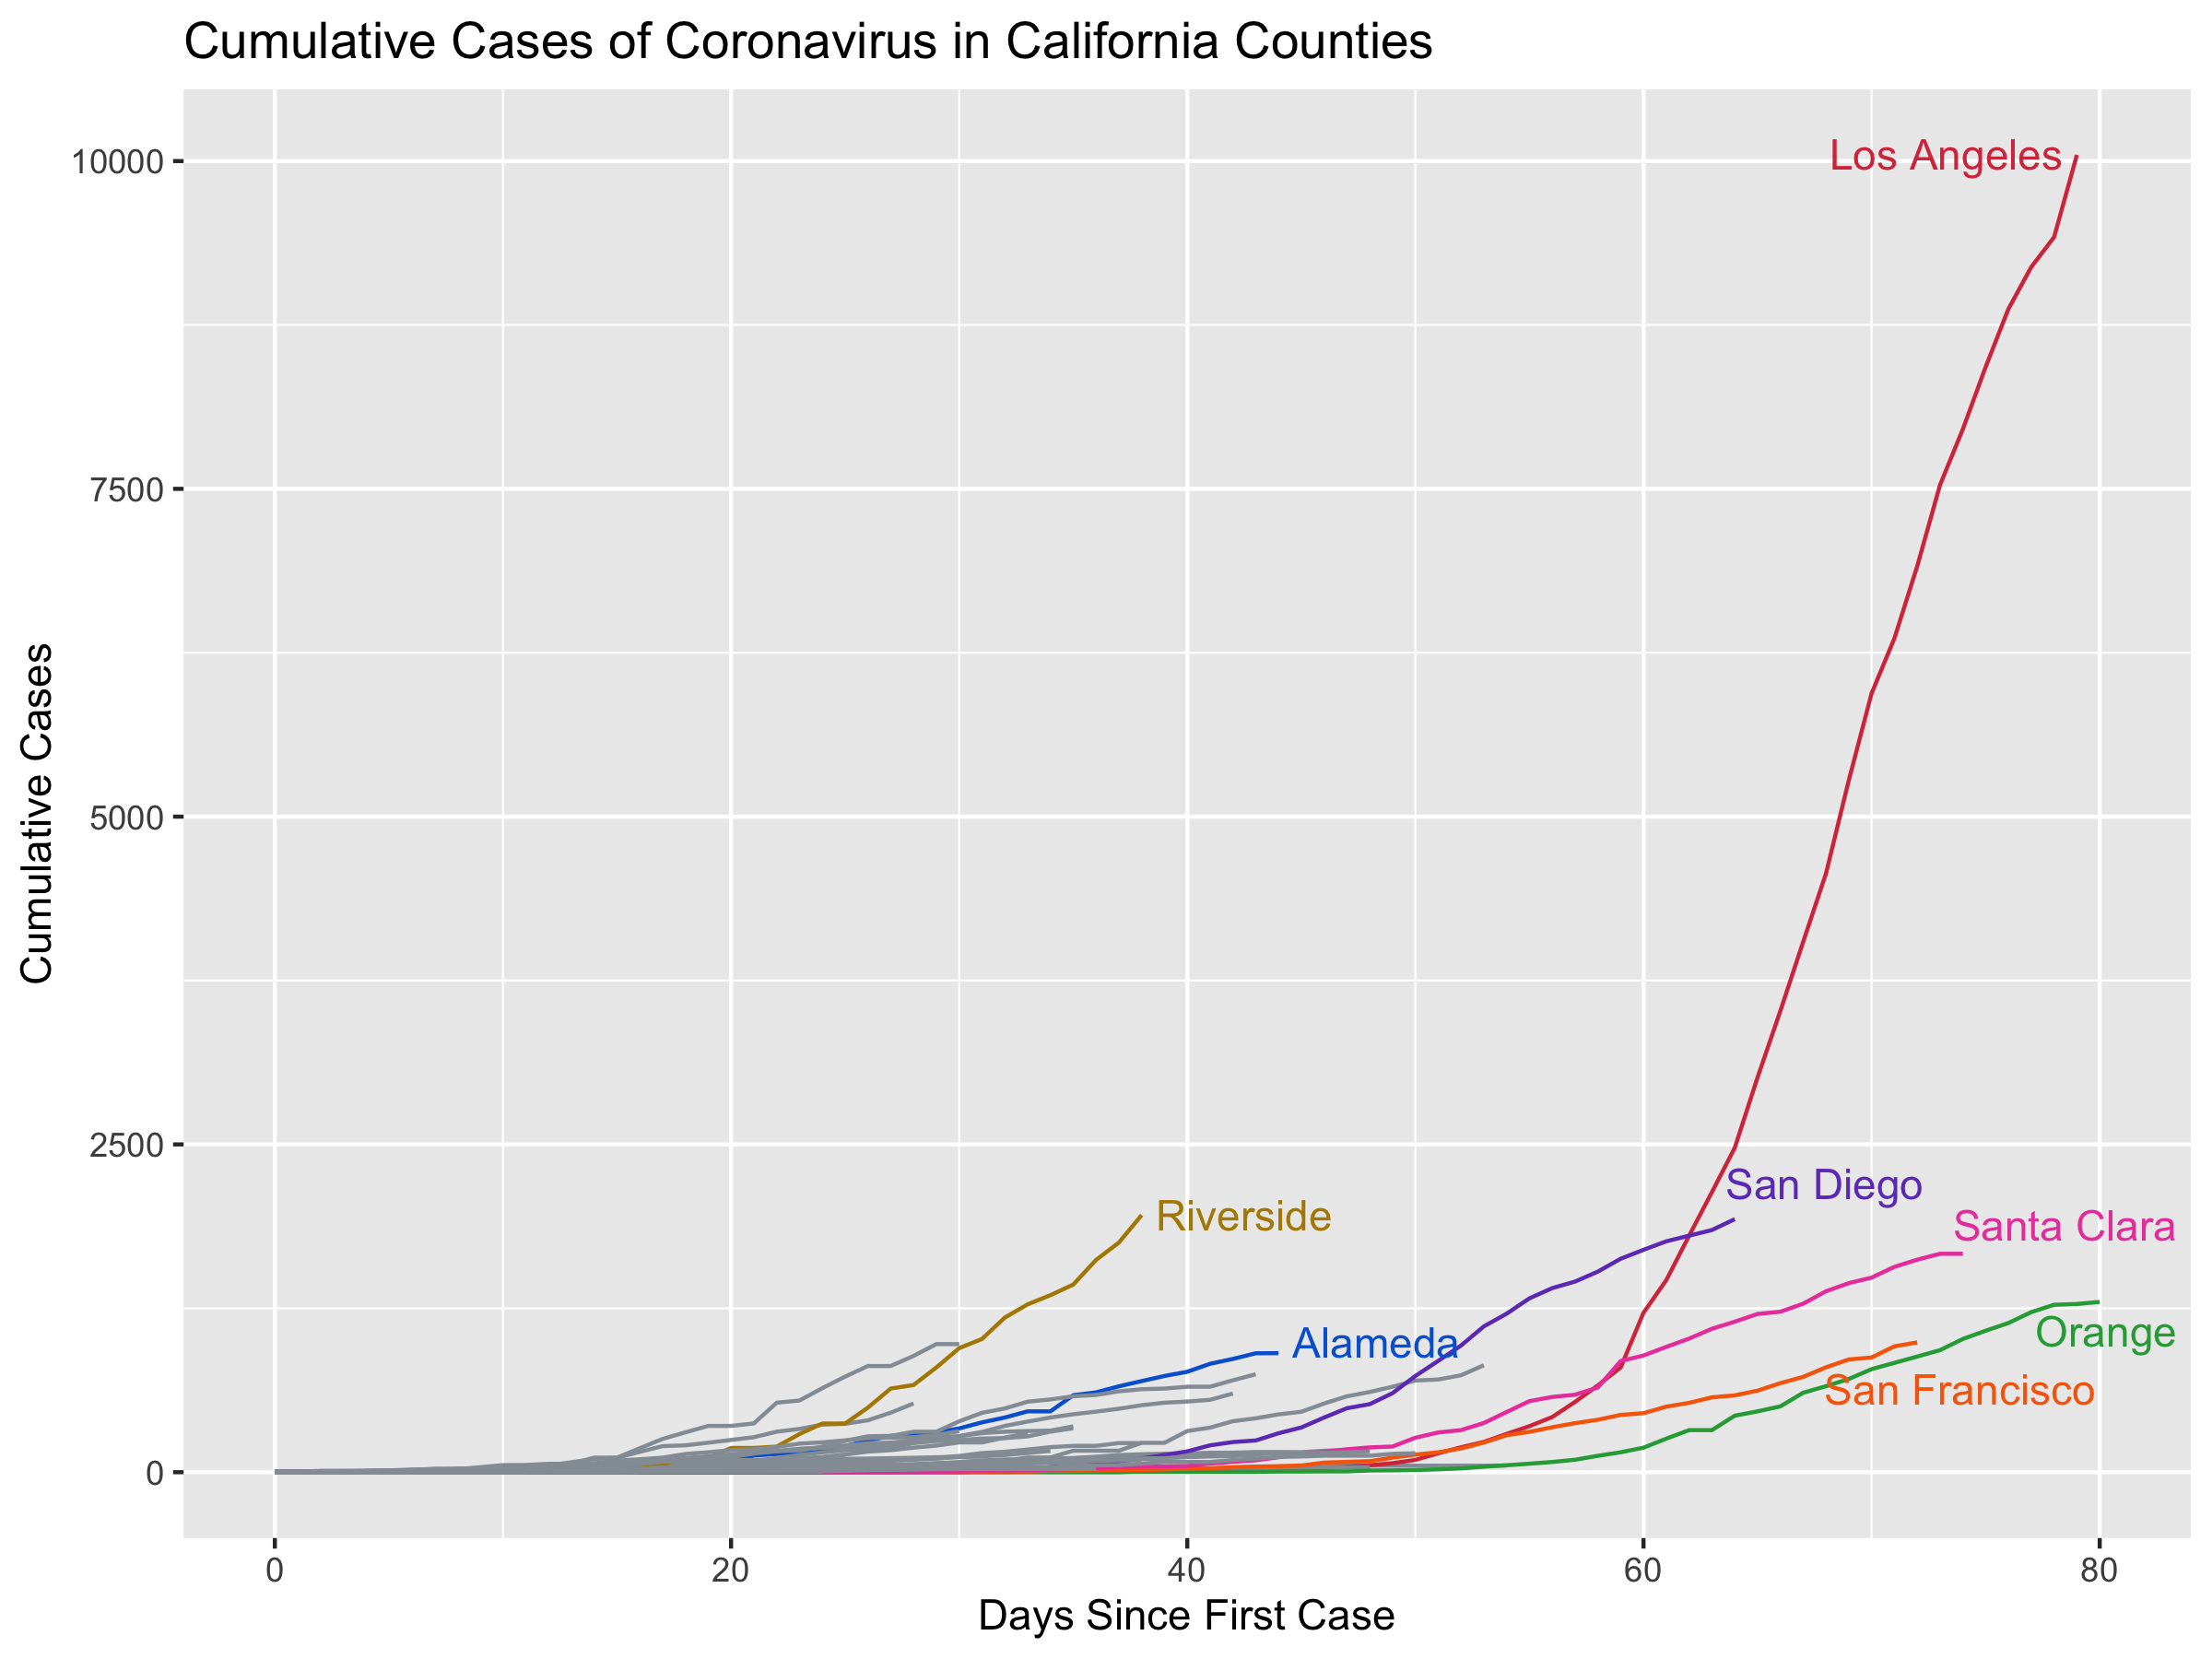 Cumulative Cases of Coronavirus in California Counties
Cumulative Cases
10000
7500
5000
2500
0
Los Angeles
San Diego
Riverside
Santa Clara
Alameda
Orange
San Francisco
0 20 40 60 80
Days Since First Case